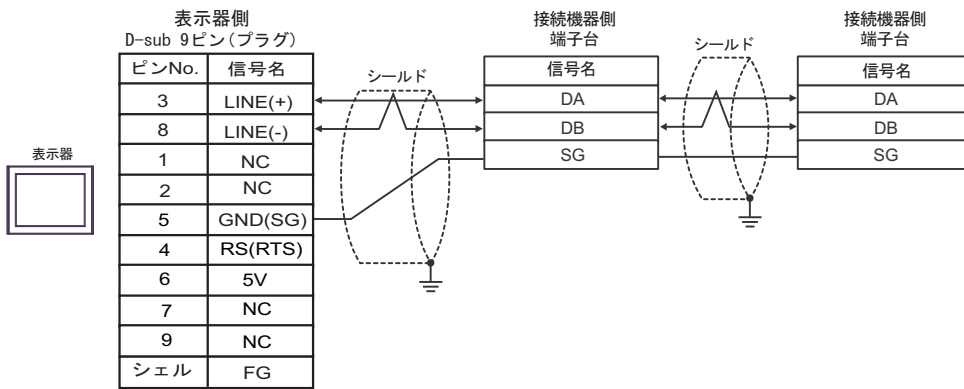 表示器
表示器側
D-sub 9ピン(プラグ)
ピンNo. 信号名
3 LINE(+)
8 LINE(-)
1 NC
2 NC
5 GND(SG)
4 RS(RTS)
6 5V
7 NC
9 NC
シェル FG
シールド
接続機器側
端子台
信号名
DA
DB
SG
シールド
接続機器側
端子台
信号名
DA
DB
SG